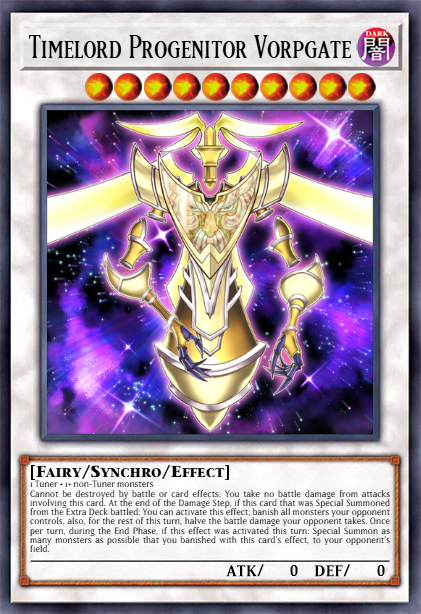 TIMELORD PROGENITOR VORPGATE
DARK
闇
[FAIRY/SYNCHRO/EFFECT]
1 Tuner + 1+ non-Tuner monsters
Cannot be destroyed by battle or card effects. You take no battle damage from attacks
involving this card. At the end of the Damage Step, if this card that was Special Summoned
from the Extra Deck battled: You can activate this effect; banish all monsters your opponent
controls, also, for the rest of this turn, halve the battle damage your opponent takes. Once
per turn, during the End Phase, if this effect was activated this turn: Special Summon as
many monsters as possible that you banished with this card's effect, to your opponent's
field.
ATK/ 0 DEF/ 0